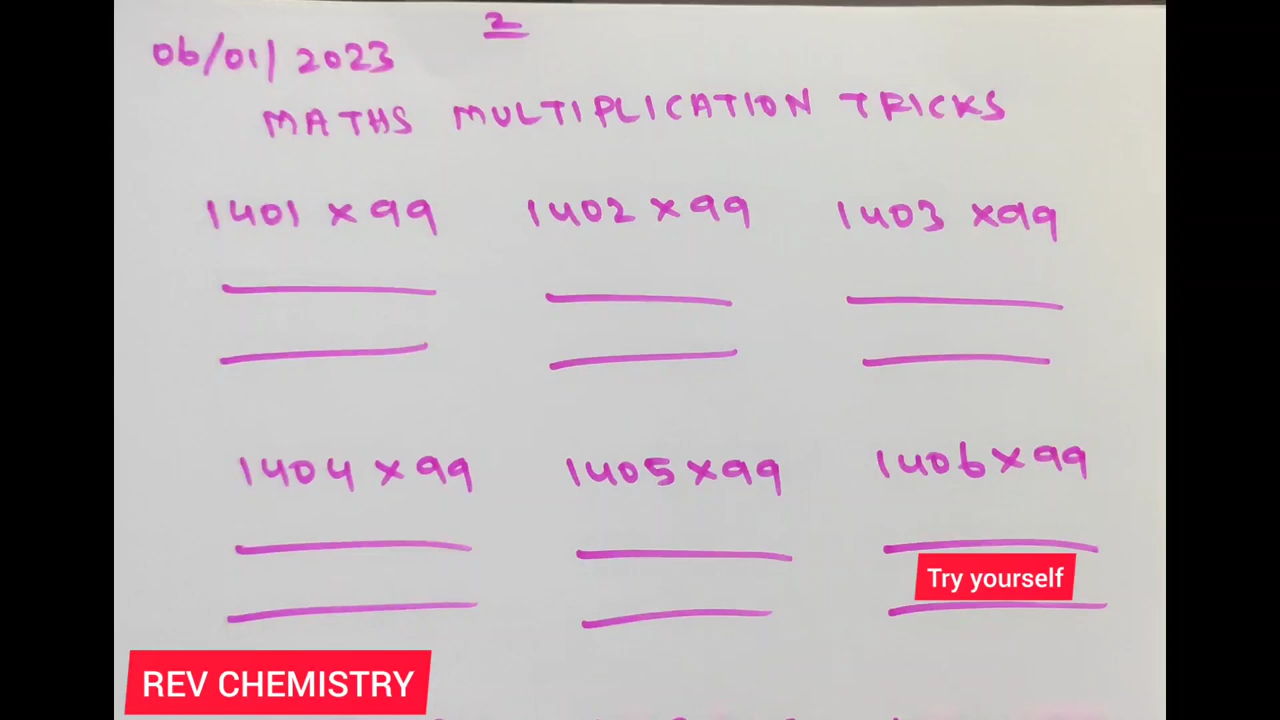 2
06/01/2023
MATHS MULTIPLICATION TRICKS
1401 × 99 1402 × 99 1403 ×99
1404 × 99 1405 × 99 1406 × 99
Try yourself
REV CHEMISTRY